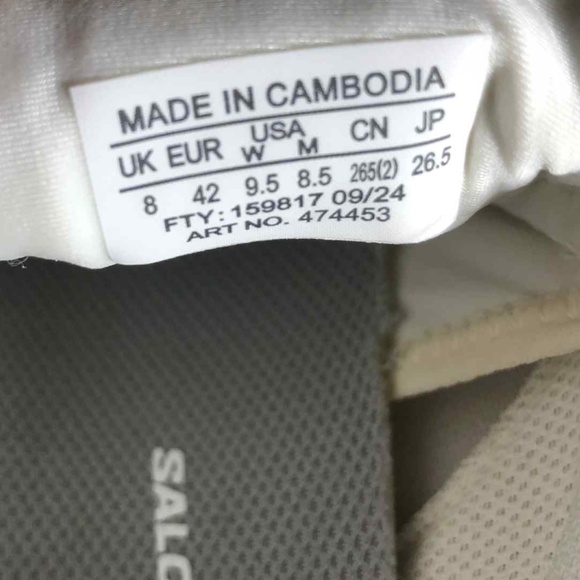 MADE IN CAMBODIA
UK EUR USA CN JP
W M
8 42 9.5 8.5 265(2) 26.5
FTY: 159817 09/24
ART NO. 474453
SALO